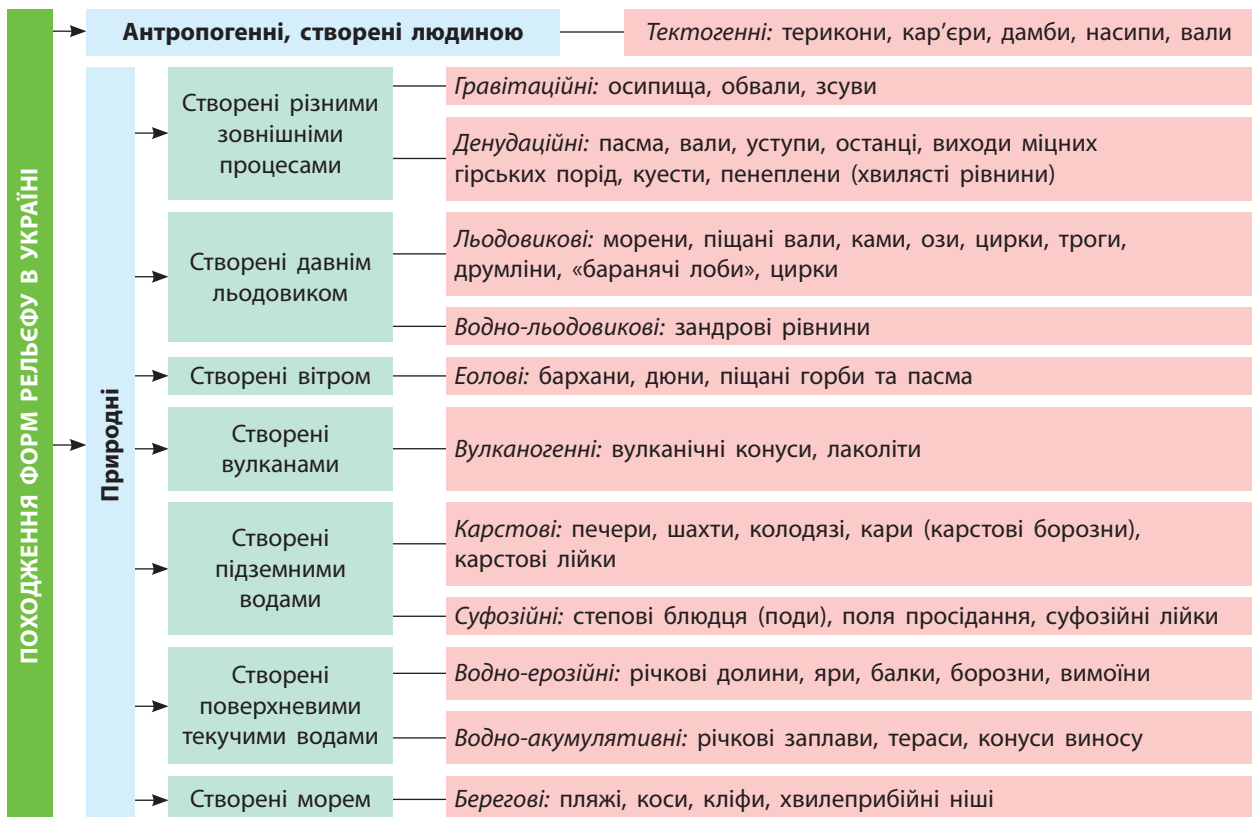 ПОХОДЖЕННЯ ФОРМ РЕЛЬЄФУ В УКРАЇНІ
Антропогенні, створені людиною
Тектогенні: терикони, кар’єри, дамби, насипи, вали
Природні
Створені різними
зовнішніми
процесами
Гравітаційні: осипища, обвали, зсуви
Денудаційні: пасма, вали, уступи, останці, виходи міцних
гірських порід, куести, пенеплени (хвилясті рівнини)
Створені давнім
льодовиком
Льодовикові: морени, піщані вали, ками, ози, цирки, троги,
друмліни, «баранячі лоби», цирки
Водно-льодовикові: зандрові рівнини
Створені вітром
Еолові: бархани, дюни, піщані горби та пасма
Створені
вулканами
Вулканогенні: вулканічні конуси, лаколіти
Створені
підземними
водами
Карстові: печери, шахти, колодязі, кари (карстові борозни),
карстові лійки
Суфозійні: степові блюдця (поди), поля просідання, суфозійні лійки
Створені
поверхневими
текучими водами
Водно-ерозійні: річкові долини, яри, балки, борозни, вимоїни
Водно-акумулятивні: річкові заплави, тераси, конуси виносу
Створені морем
Берегові: пляжі, коси, кліфи, хвилеприбійні ніші